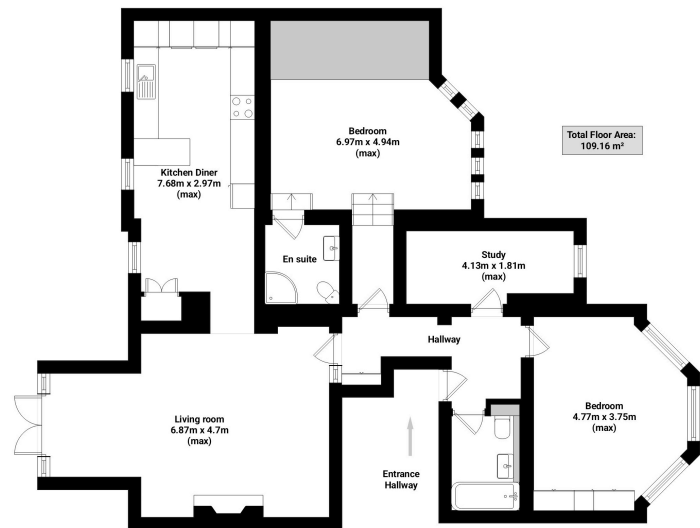 Total Floor Area:
109.16 m²
Bedroom
6.97m x 4.94m
(max)
Kitchen Diner
7.68m x 2.97m
(max)
En suite
Study
4.13m x 1.81m
(max)
Hallway
Living room
6.87m x 4.7m
(max)
Bedroom
4.77m x 3.75m
(max)
Entrance
Hallway